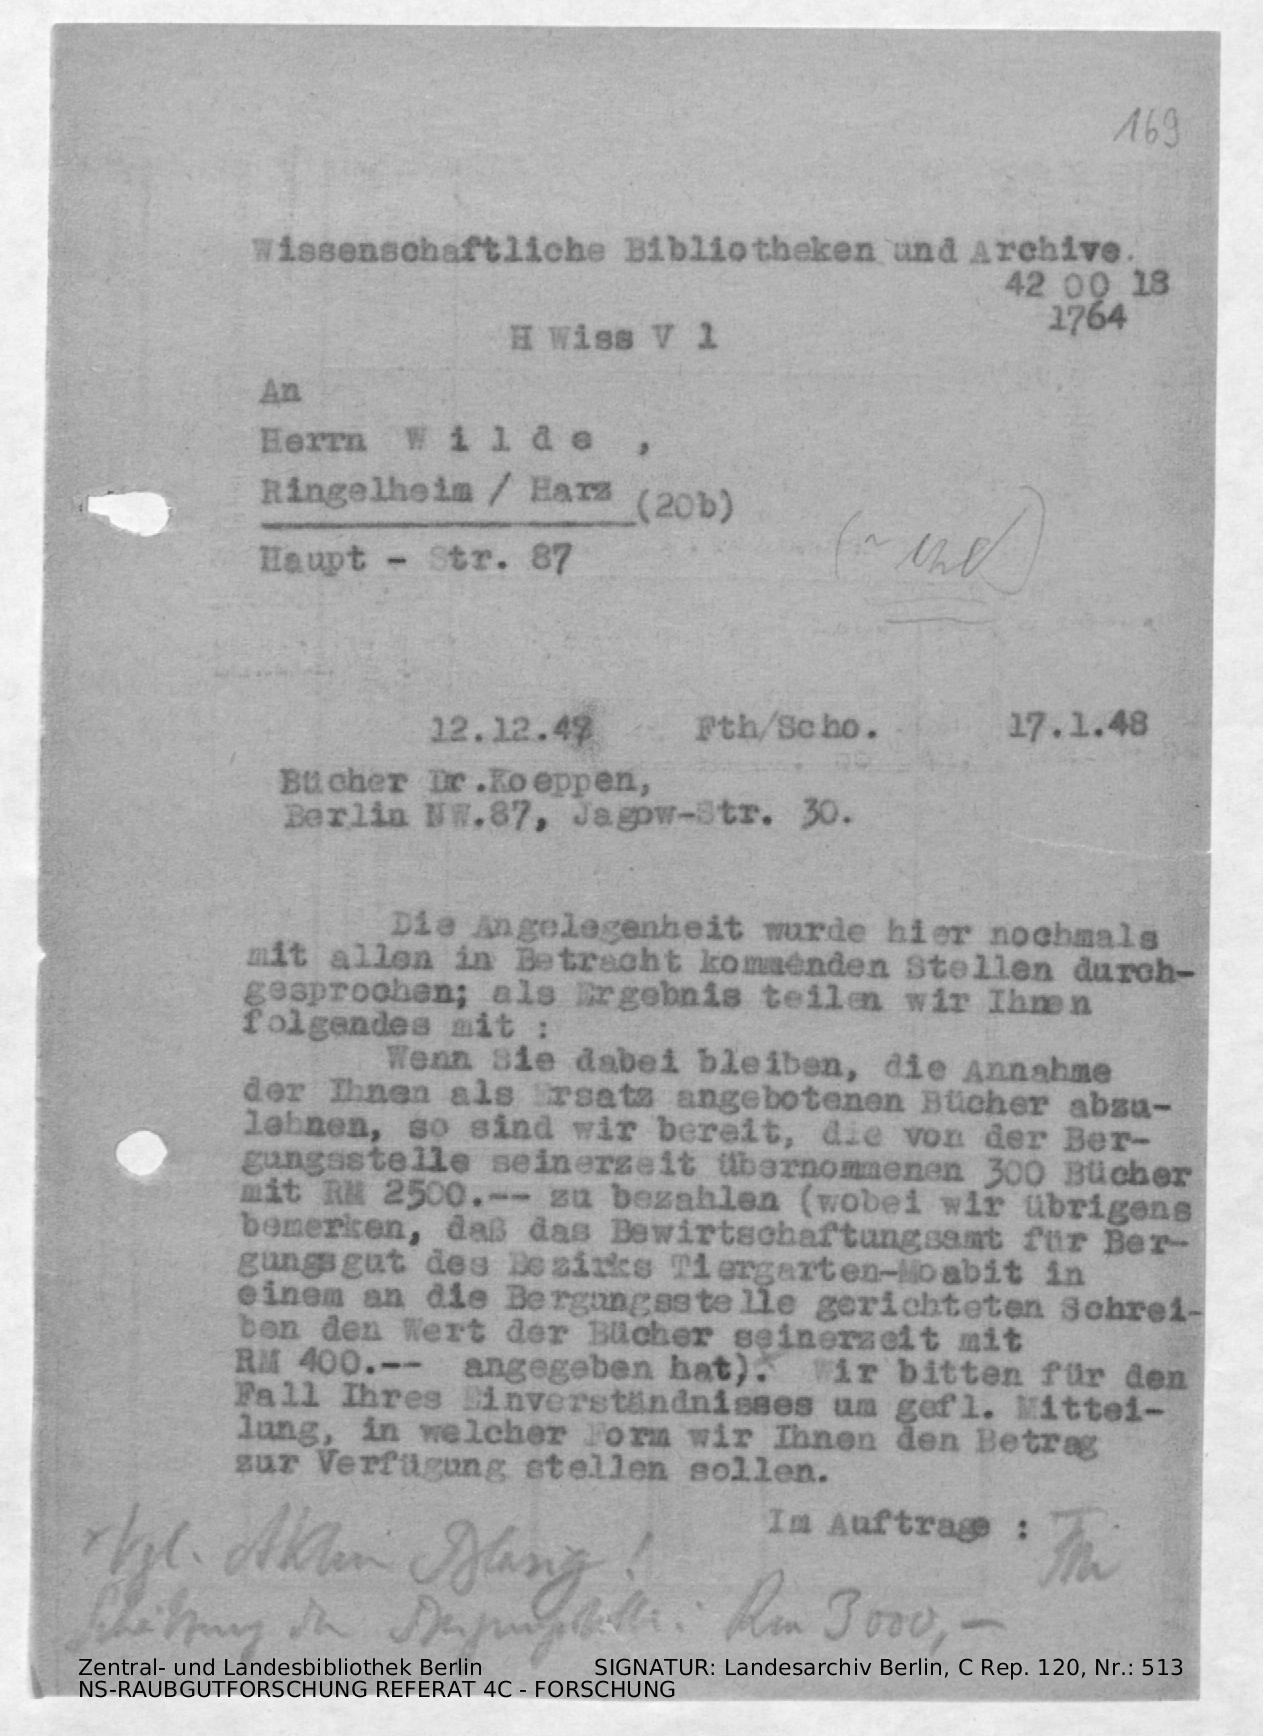 169
Wissenschaftliche Bibliotheken und Archive.
42 00 18
1764
H Wiss V 1
An
Herrn W i l d e ,
Ringelheim / Harz (20b)
Haupt - Str. 87
12.12.47 Fth/Scho. 17.1.48
Bücher Dr.Koeppen,
Berlin NW.87, Jagow-Str. 30.
Die Angelegenheit wurde hier nochmals
mit allen in Betracht kommenden Stellen durch-
gesprochen; als Ergebnis teilen wir Ihnen
folgendes mit :
Wenn Sie dabei bleiben, die Annahme
der Ihnen als Ersatz angebotenen Bücher abzu-
lehnen, so sind wir bereit, die von der Ber-
gungsstelle seinerzeit übernommenen 300 Bücher
mit RM 2500.-- zu bezahlen (wobei wir übrigens
bemerken, daß das Bewirtschaftungsamt für Ber-
gungsgut des Bezirks Tiergarten-Moabit in
einem an die Bergungsstelle gerichteten Schrei-
ben den Wert der Bücher seinerzeit mit
RM 400.-- angegeben hat). Wir bitten für den
Fall Ihres Einverständnisses um gefl. Mittei-
lung, in welcher Form wir Ihnen den Betrag
zur Verfügung stellen sollen.
Im Auftrage :
x Vgl. Akten !
Schätzung der Bergungsstelle: Rm 3000,-
Zentral- und Landesbibliothek Berlin SIGNATUR: Landesarchiv Berlin, C Rep. 120, Nr.: 513
NS-RAUBGUTFORSCHUNG REFERAT 4C - FORSCHUNG